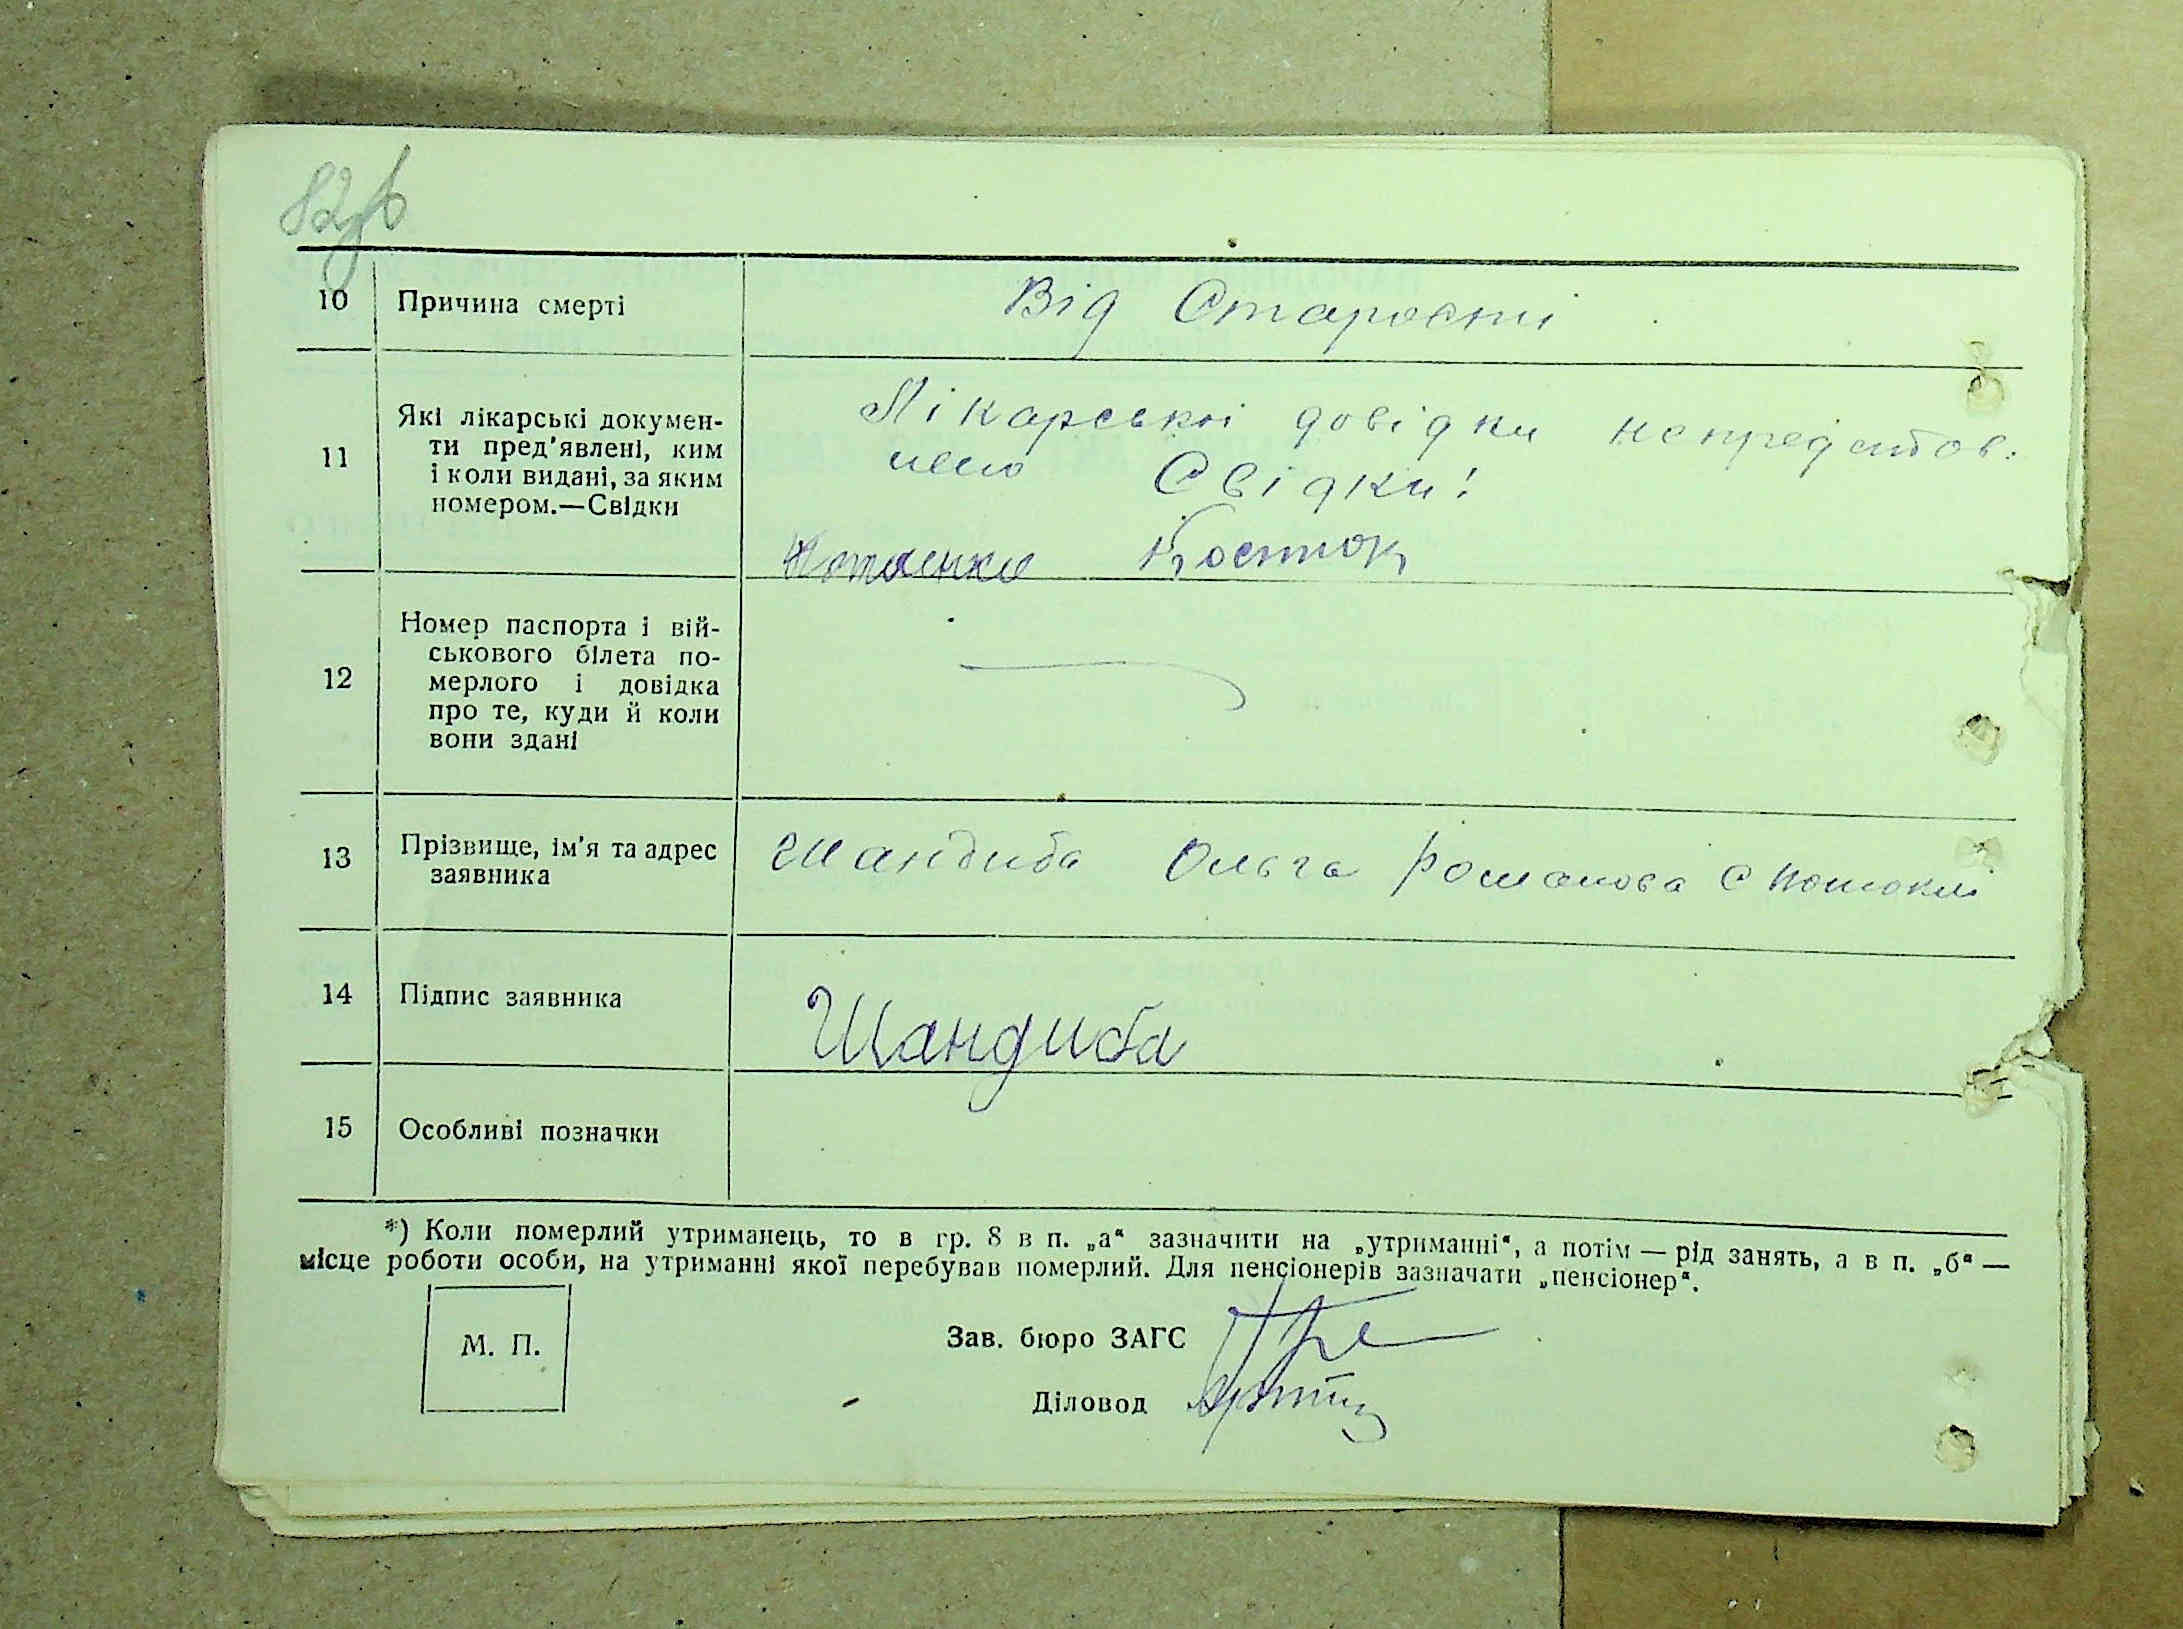 10 Причина смерті Від Старості
Лікарської довідки непредстав.
Які лікарські докумен-
лено Свідки!
ти пред'явлені, ким
11
і коли видані, за яким
номером.—Свідки
Костюк
Номер паспорта і вій-
ськового білета по-
12 мерлого і довідка
про те, куди й коли
вони здані
13 Прізвище, ім'я та адрес Шандиба Ольга Романова с
заявника
14 Підпис заявника Шандиба
15 Особливі позначки
*) Коли померлий утриманець, то в гр. 8 в п. „а“ зазначити на „утриманні“, а потім — рід занять, а в п. „б“ —
місце роботи особи, на утриманні якої перебував померлий. Для пенсіонерів зазначати „пенсіонер“.
М. П.
Зав. бюро ЗАГС
Діловод